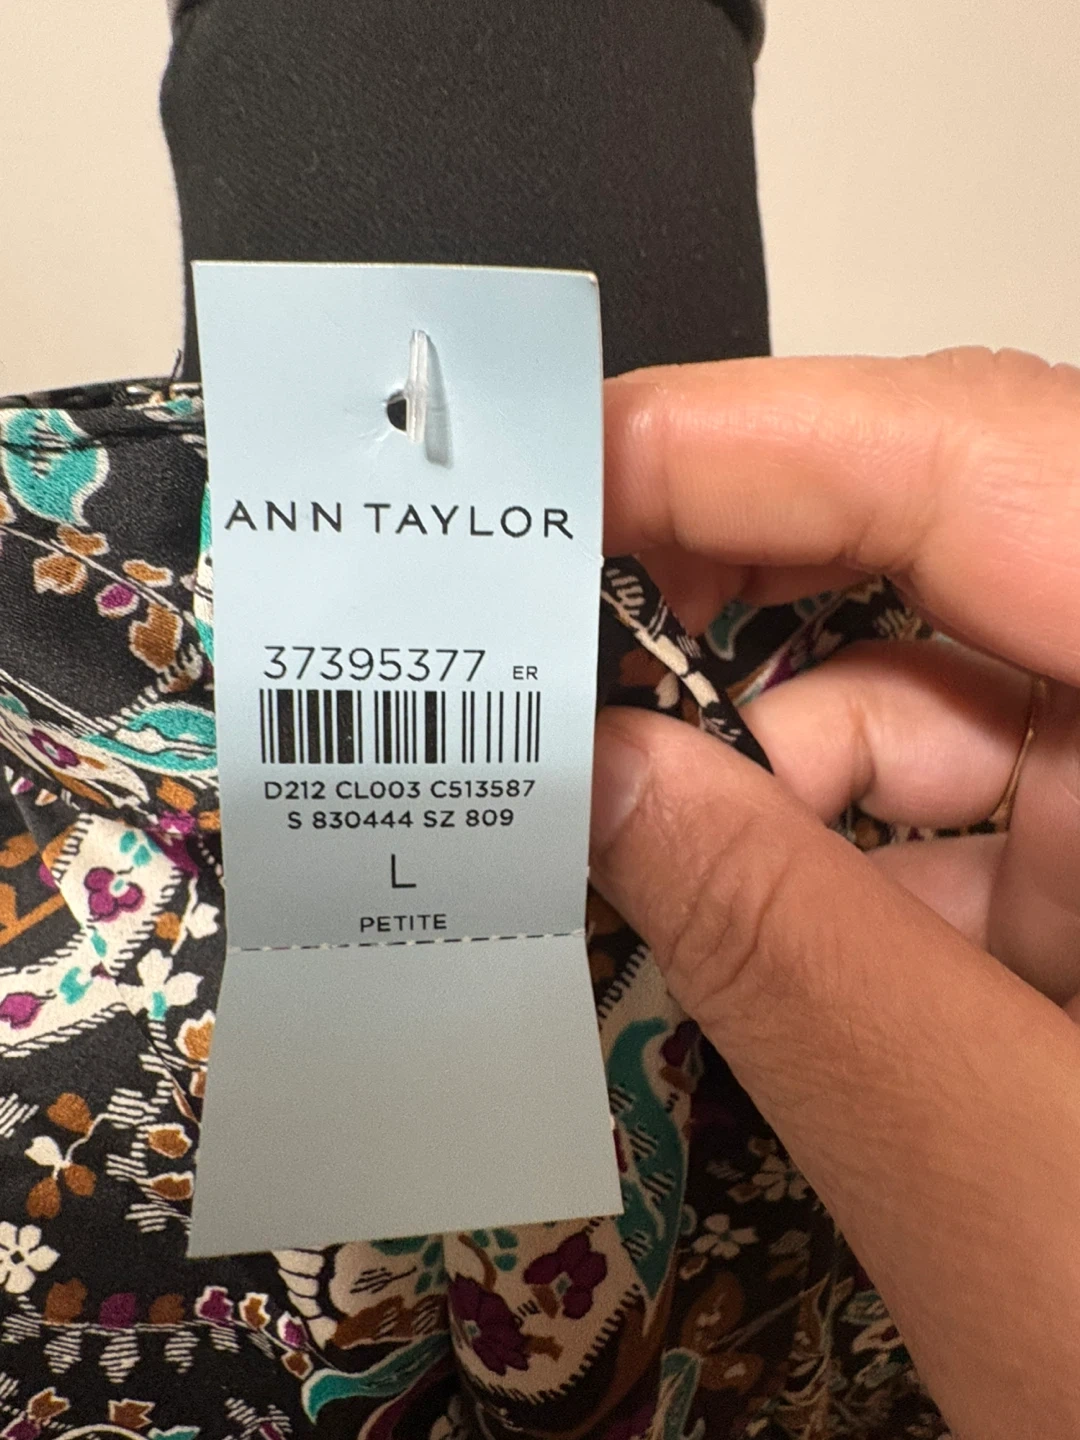 ANN TAYLOR
37395377 ER
D212 CL003 C513587
S 830444 SZ 809
L
PETITE